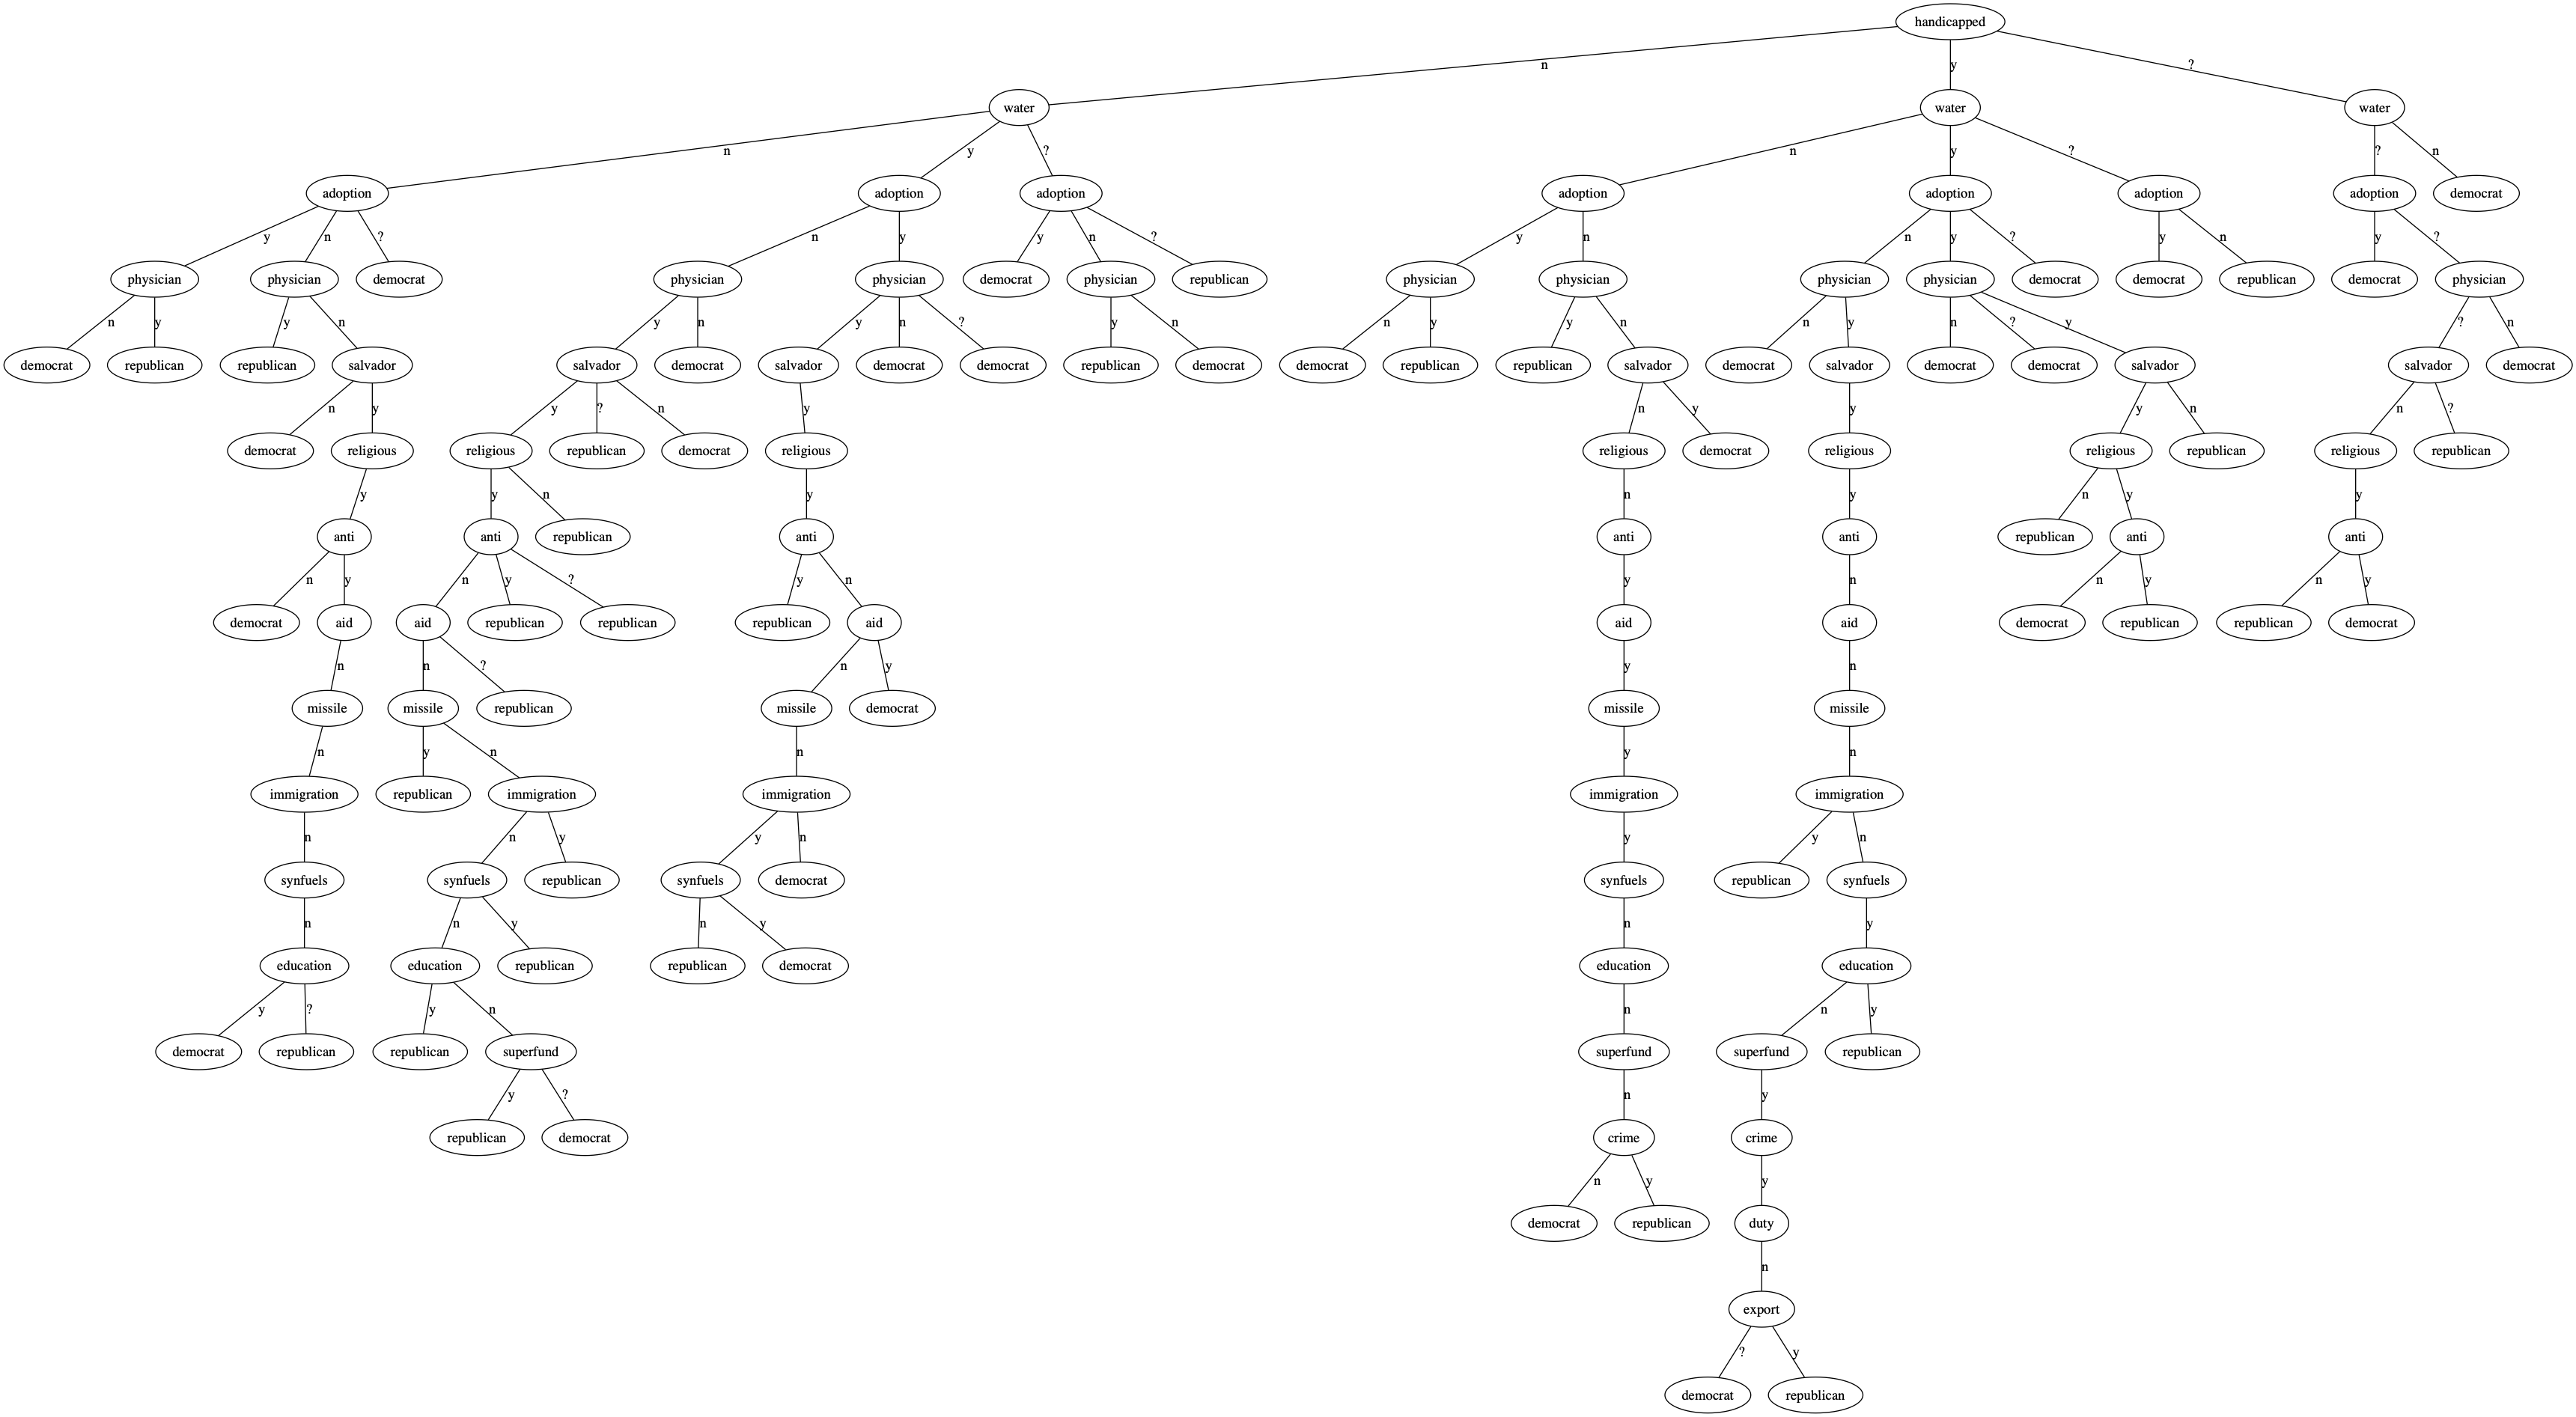 handicapped
n y ?
water water water
n y ? n y ? ? n
adoption adoption adoption adoption adoption adoption adoption democrat
y n ? n y y n ? y n n y ? y n y ?
physician physician democrat physician physician democrat physician republican physician physician physician physician democrat democrat republican democrat physician
n y y n y n y n ? y n n y y n n y n ? y ? n
democrat republican republican salvador salvador democrat salvador democrat democrat republican democrat democrat republican republican salvador democrat salvador democrat democrat salvador salvador democrat
n y y ? n y n y y y n n ?
democrat religious religious republican democrat religious religious democrat religious religious republican religious republican
y y n y n y n y y
anti anti republican anti anti anti republican anti anti
n y n y ? y n y n n y n y
democrat aid aid republican republican republican aid aid aid democrat republican republican democrat
n n ? n y y n
missile missile republican missile democrat missile missile
n y n n y n
immigration republican immigration immigration immigration immigration
n n y y n y y n
synfuels synfuels republican synfuels democrat synfuels republican synfuels
n n y n y n y
education education republican republican democrat education education
y ? y n n n y
democrat republican republican superfund superfund superfund republican
y ? n y
republican democrat crime crime
n y y
democrat republican duty
n
export
? y
democrat republican